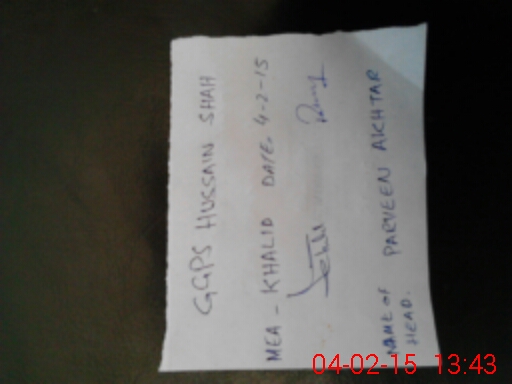 GGPS HUSSAIN SHAH
MEA - KHALID DATE. 4-2-15
NAME OF PARVEEN AKHTAR
HEAD.
04-02-15 13:43